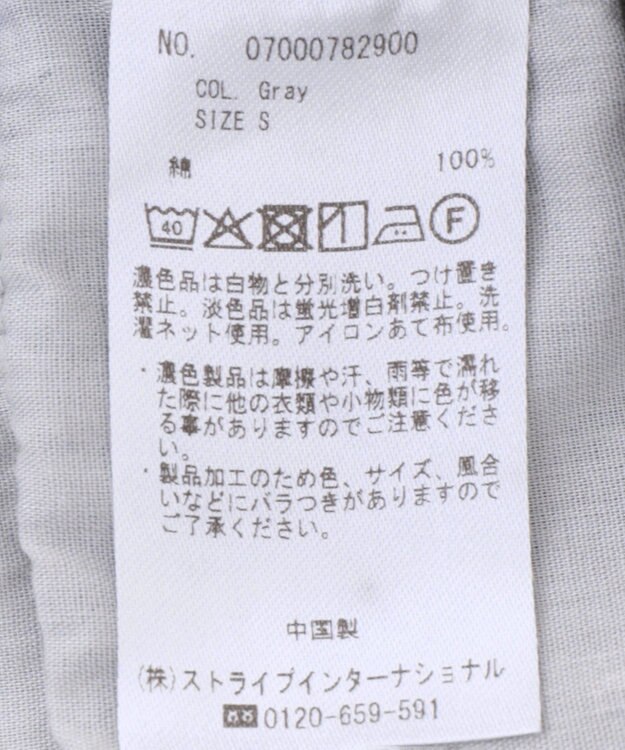 NO. 07000782900
COL. Gray
SIZE S
綿 100%
40 F
濃色品は白物と分別洗い。つけ置き
禁止。淡色品は蛍光増白剤禁止。洗
濯ネット使用。アイロンあて布使用。
・濃色製品は摩擦や汗、雨等で濡れ
た際に他の衣類や小物類に色が移
る事がありますのでご注意くださ
い。
・製品加工のため色、サイズ、風合
いなどにバラつきがありますので
ご了承ください。
中国製
(株)ストライプインターナショナル
0120-659-591